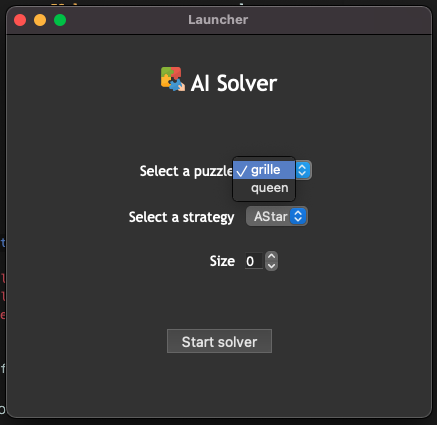 Launcher
AI Solver
Select a puzzle ✓ grille
queen
Select a strategy AStar
Size 0
Start solver